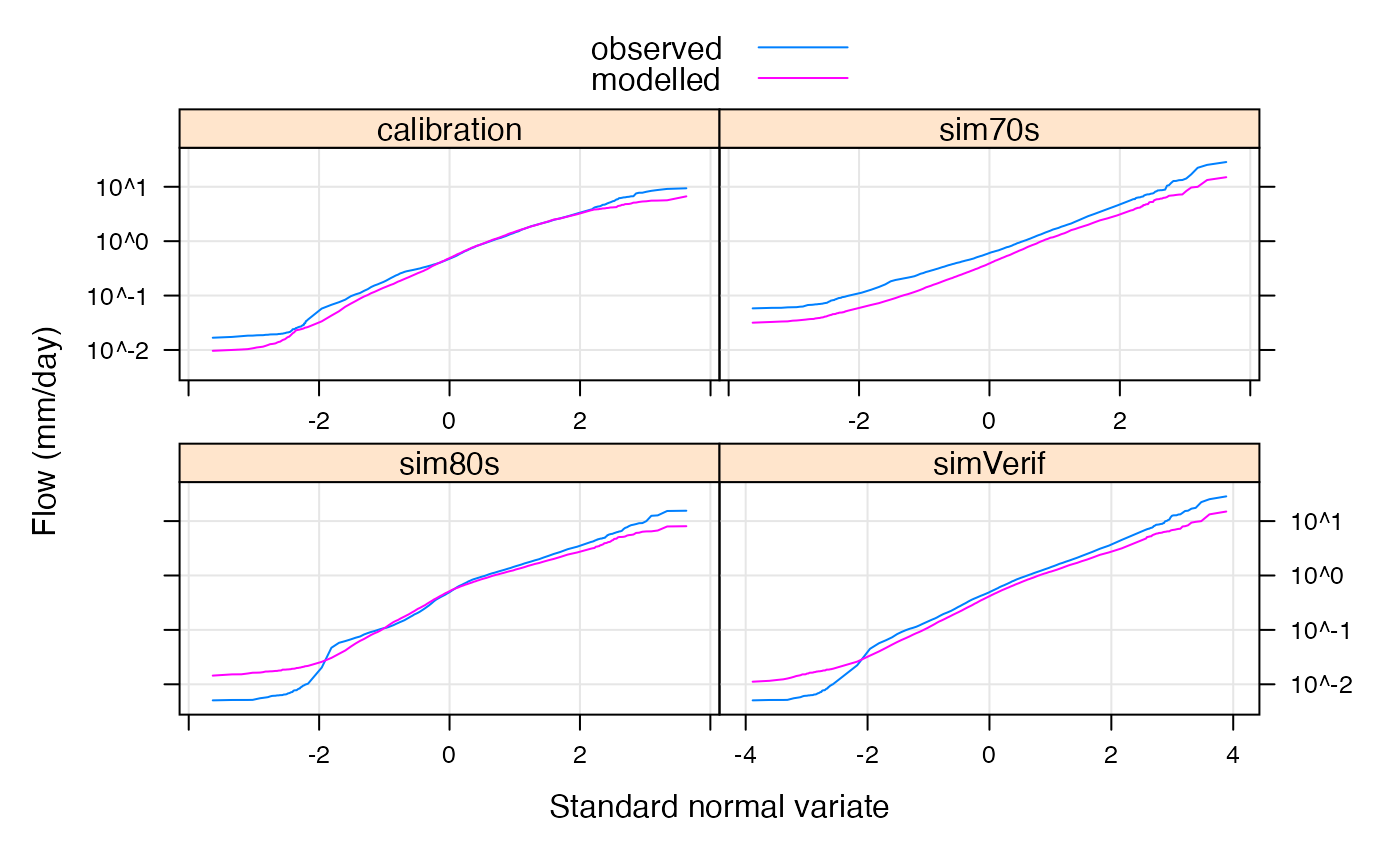 observed
modelled
calibration
sim70s
10^1
10^0
10^-1
10^-2
-2 0 2
-2 0 2
sim80s
simVerif
10^1
10^0
10^-1
10^-2
-2 0 2
-4 -2 0 2 4
Flow (mm/day)
Standard normal variate